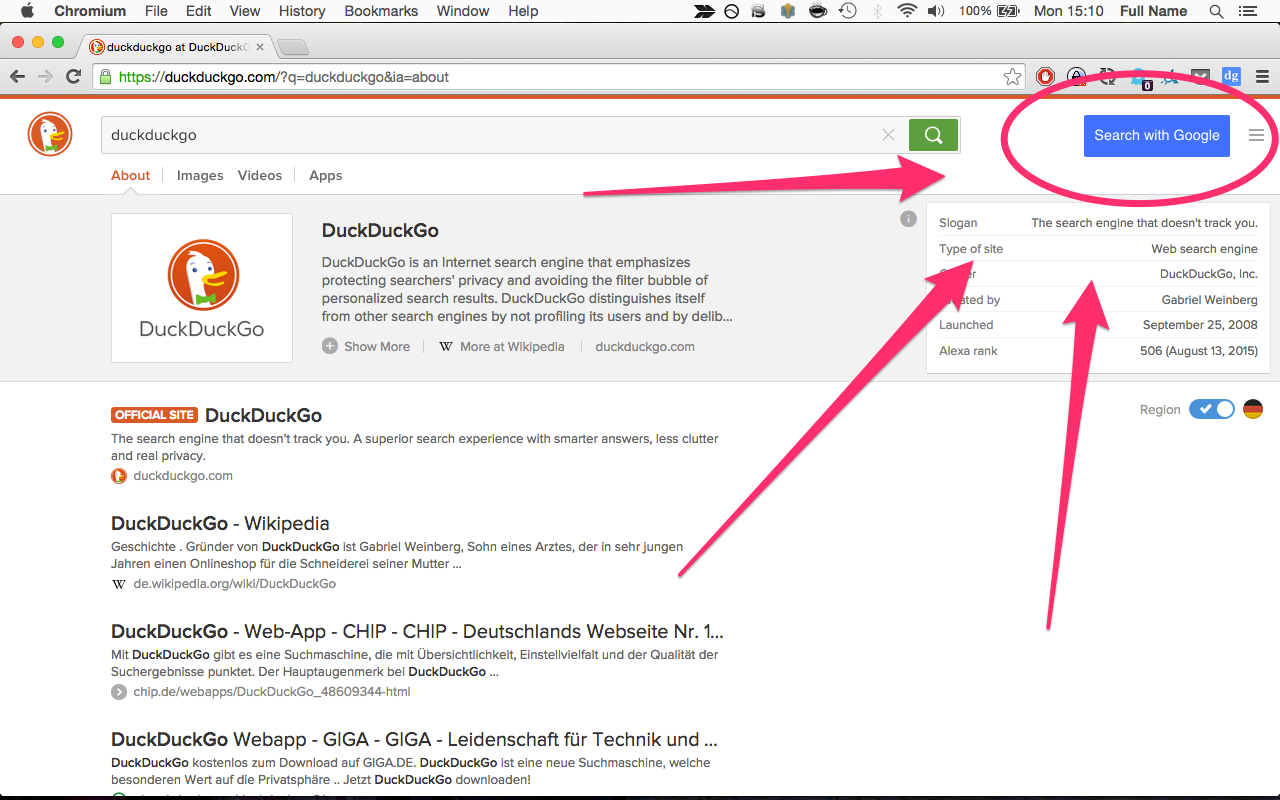 Chromium File Edit View History Bookmarks Window Help 100% Mon 15:10 Full Name
duckduckgo at DuckDuckG
https://duckduckgo.com/?q=duckduckgo&ia=about
0
dg
duckduckgo
Search with Google
About Images Videos Apps
DuckDuckGo
DuckDuckGo
DuckDuckGo is an Internet search engine that emphasizes
protecting searchers' privacy and avoiding the filter bubble of
personalized search results. DuckDuckGo distinguishes itself
from other search engines by not profiling its users and by delib...
Show More W More at Wikipedia duckduckgo.com
i
Slogan The search engine that doesn't track you.
Type of site Web search engine
DuckDuckGo, Inc.
by Gabriel Weinberg
Launched September 25, 2008
Alexa rank 506 (August 13, 2015)
Region
OFFICIAL SITE DuckDuckGo
The search engine that doesn't track you. A superior search experience with smarter answers, less clutter
and real privacy.
duckduckgo.com
DuckDuckGo - Wikipedia
Geschichte . Gründer von DuckDuckGo ist Gabriel Weinberg, Sohn eines Arztes, der in sehr jungen
Jahren einen Onlineshop für die Schneiderei seiner Mutter ...
W de.wikipedia.org/wiki/DuckDuckGo
DuckDuckGo - Web-App - CHIP - CHIP - Deutschlands Webseite Nr. 1...
Mit DuckDuckGo gibt es eine Suchmaschine, die mit Übersichtlichkeit, Einstellvielfalt und der Qualität der
Suchergebnisse punktet. Der Hauptaugenmerk bei DuckDuckGo ...
chip.de/webapps/DuckDuckGo_48609344-html
DuckDuckGo Webapp - GIGA - GIGA - Leidenschaft für Technik und ...
DuckDuckGo kostenlos zum Download auf GIGA.DE. DuckDuckGo ist eine neue Suchmaschine, welche
besonderen Wert auf die Privatsphäre .. Jetzt DuckDuckGo downloaden!